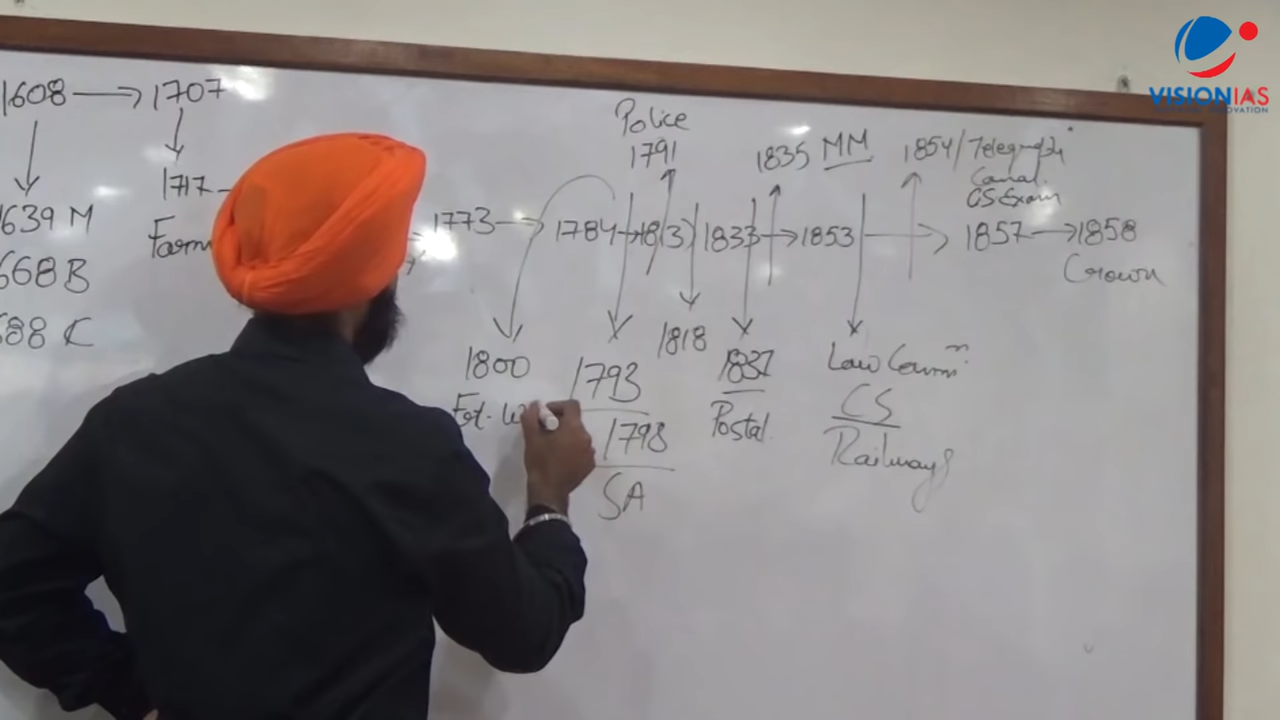 1608 → 1707
1717
1639 M
Farm
668 B
88 C
1773 → 1784 → 1813 1833 → 1853 → 1857 → 1858
Crown
Police
1791
1835 MM
1854/Telegraph
Canal.
CS Exam
1800
Fot. W
1793
1798
SA
1818
1837
Postal.
Law Commn.
CS
Railways
VISIONIAS